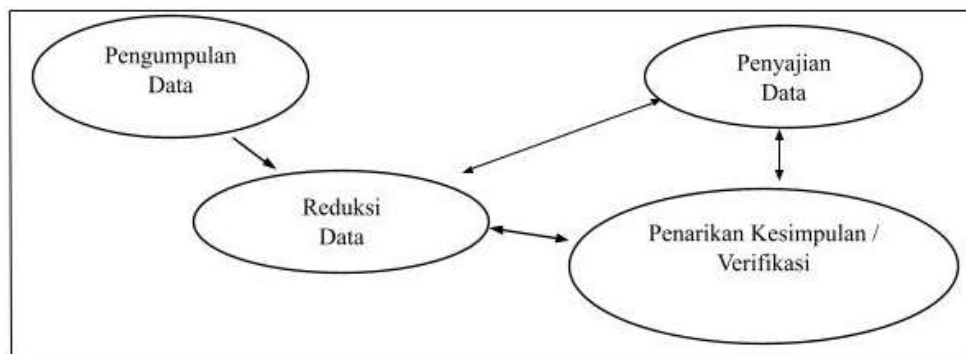 Pengumpulan
Data
Penyajian
Data
Reduksi
Data
Penarikan Kesimpulan /
Verifikasi